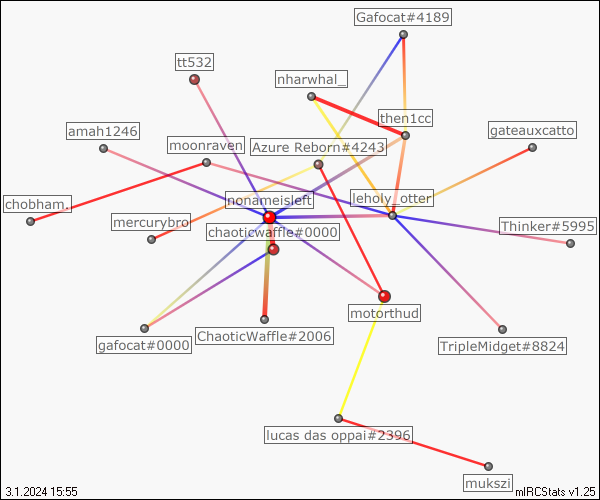 Gafocat#4189
tt532
nharwhal_
then1cc
amah1246
gateauxcatto
moonraven
Azure Reborn#4243
nonameisleft
leholy_otter
chobham.
mercurybro
chaoticwaffle#0000
Thinker#5995
motorthud
gafocat#0000
ChaoticWaffle#2006
TripleMidget#8824
lucas das oppai#2396
mukszi
3.1.2024 15:55
mIRCStats v1.25